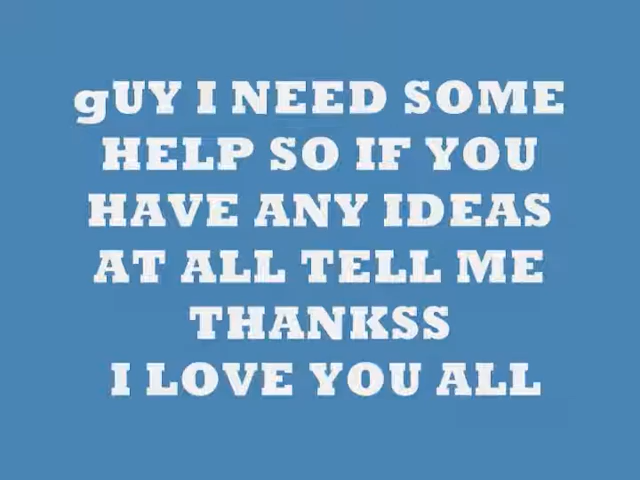 gUY I NEED SOME
HELP SO IF YOU
HAVE ANY IDEAS
AT ALL TELL ME
THANKSS
I LOVE YOU ALL